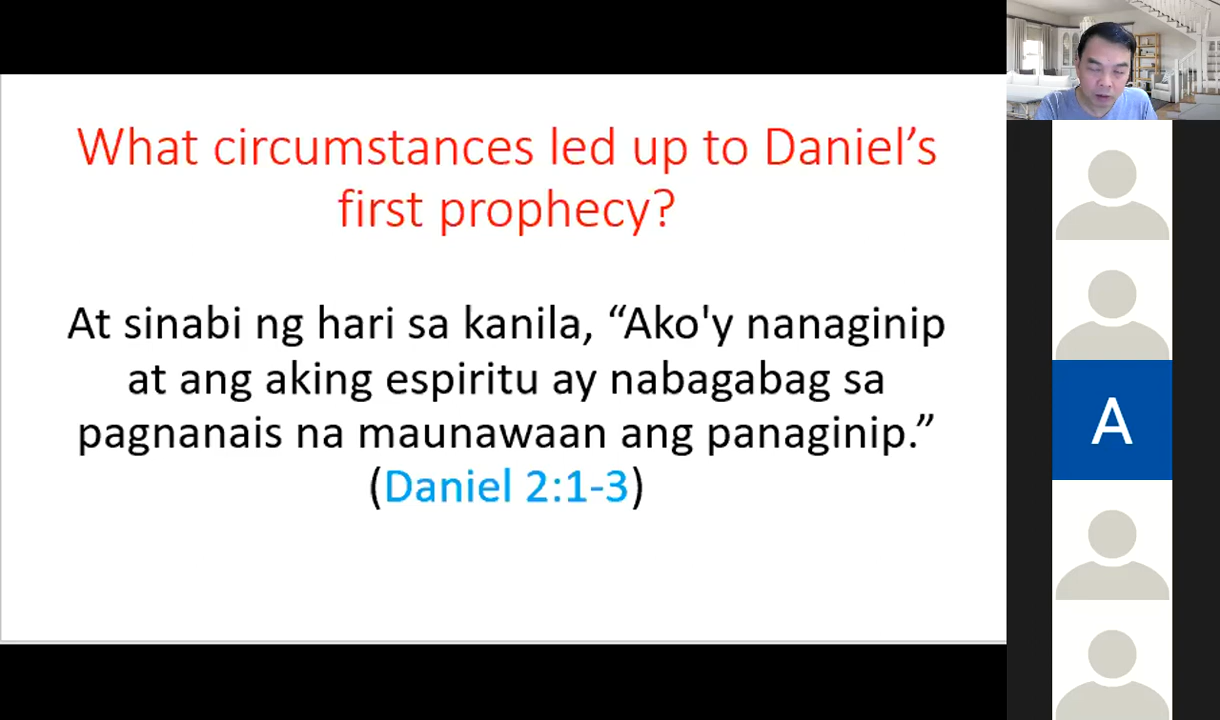 What circumstances led up to Daniel’s
first prophecy?
At sinabi ng hari sa kanila, “Ako'y nanaginip
at ang aking espiritu ay nabagabag sa
pagnanais na maunawaan ang panaginip.”
(Daniel 2:1-3)
A